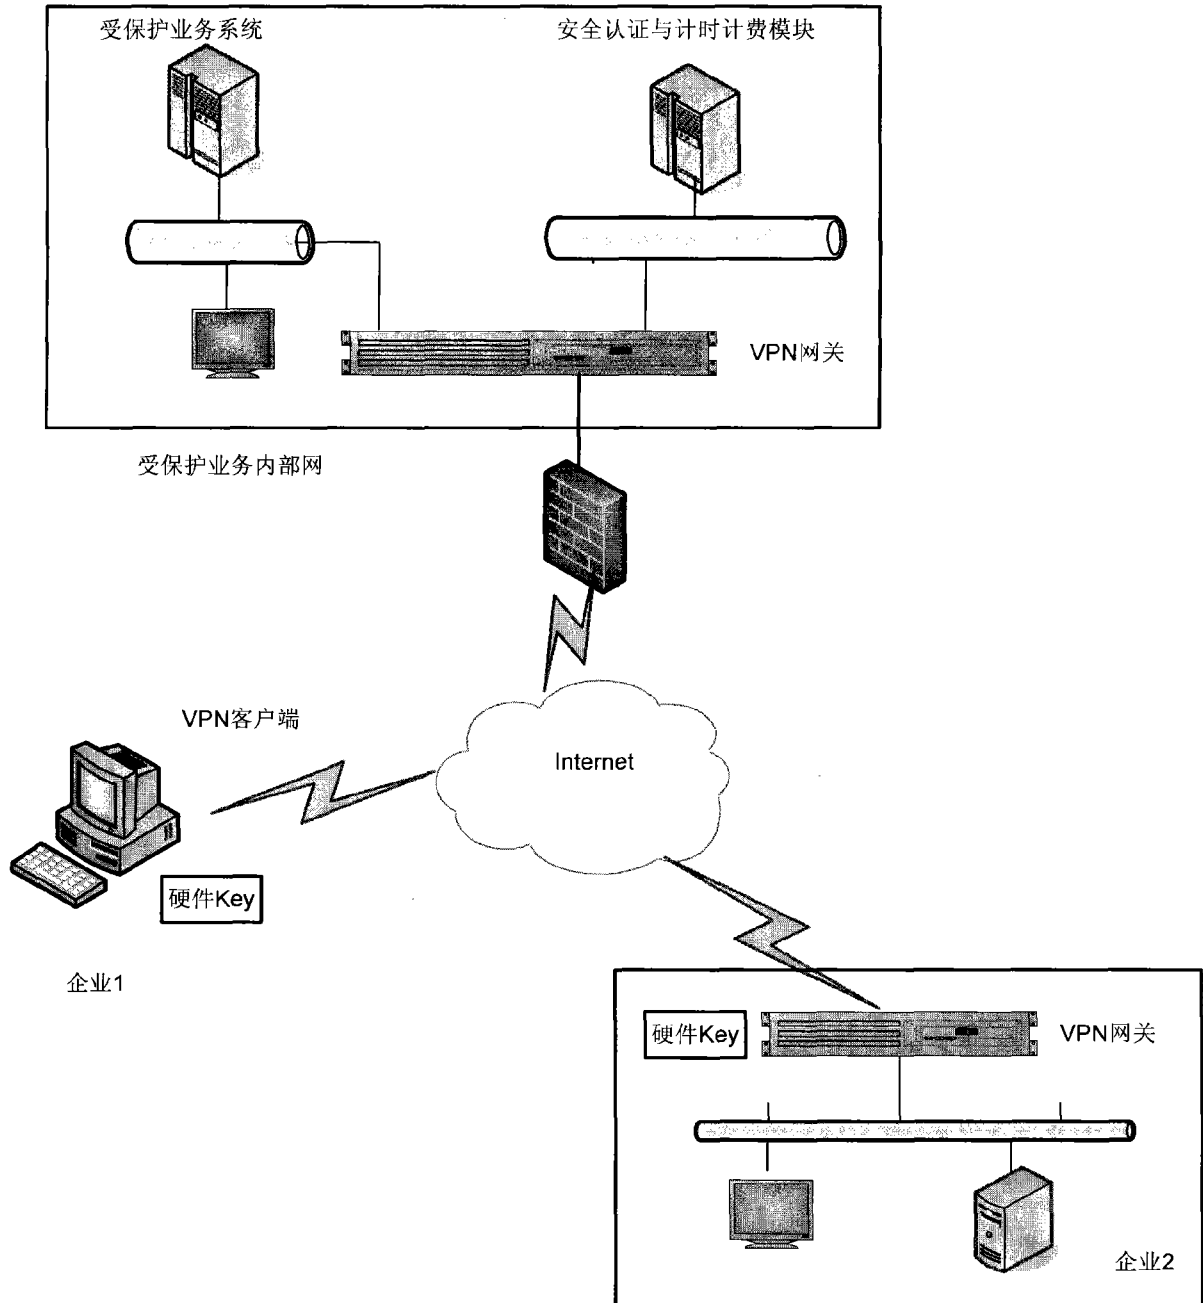 受保护业务系统
安全认证与计时计费模块
VPN网关
受保护业务内部网
VPN客户端
Internet
硬件Key
企业1
硬件Key
VPN网关
企业2